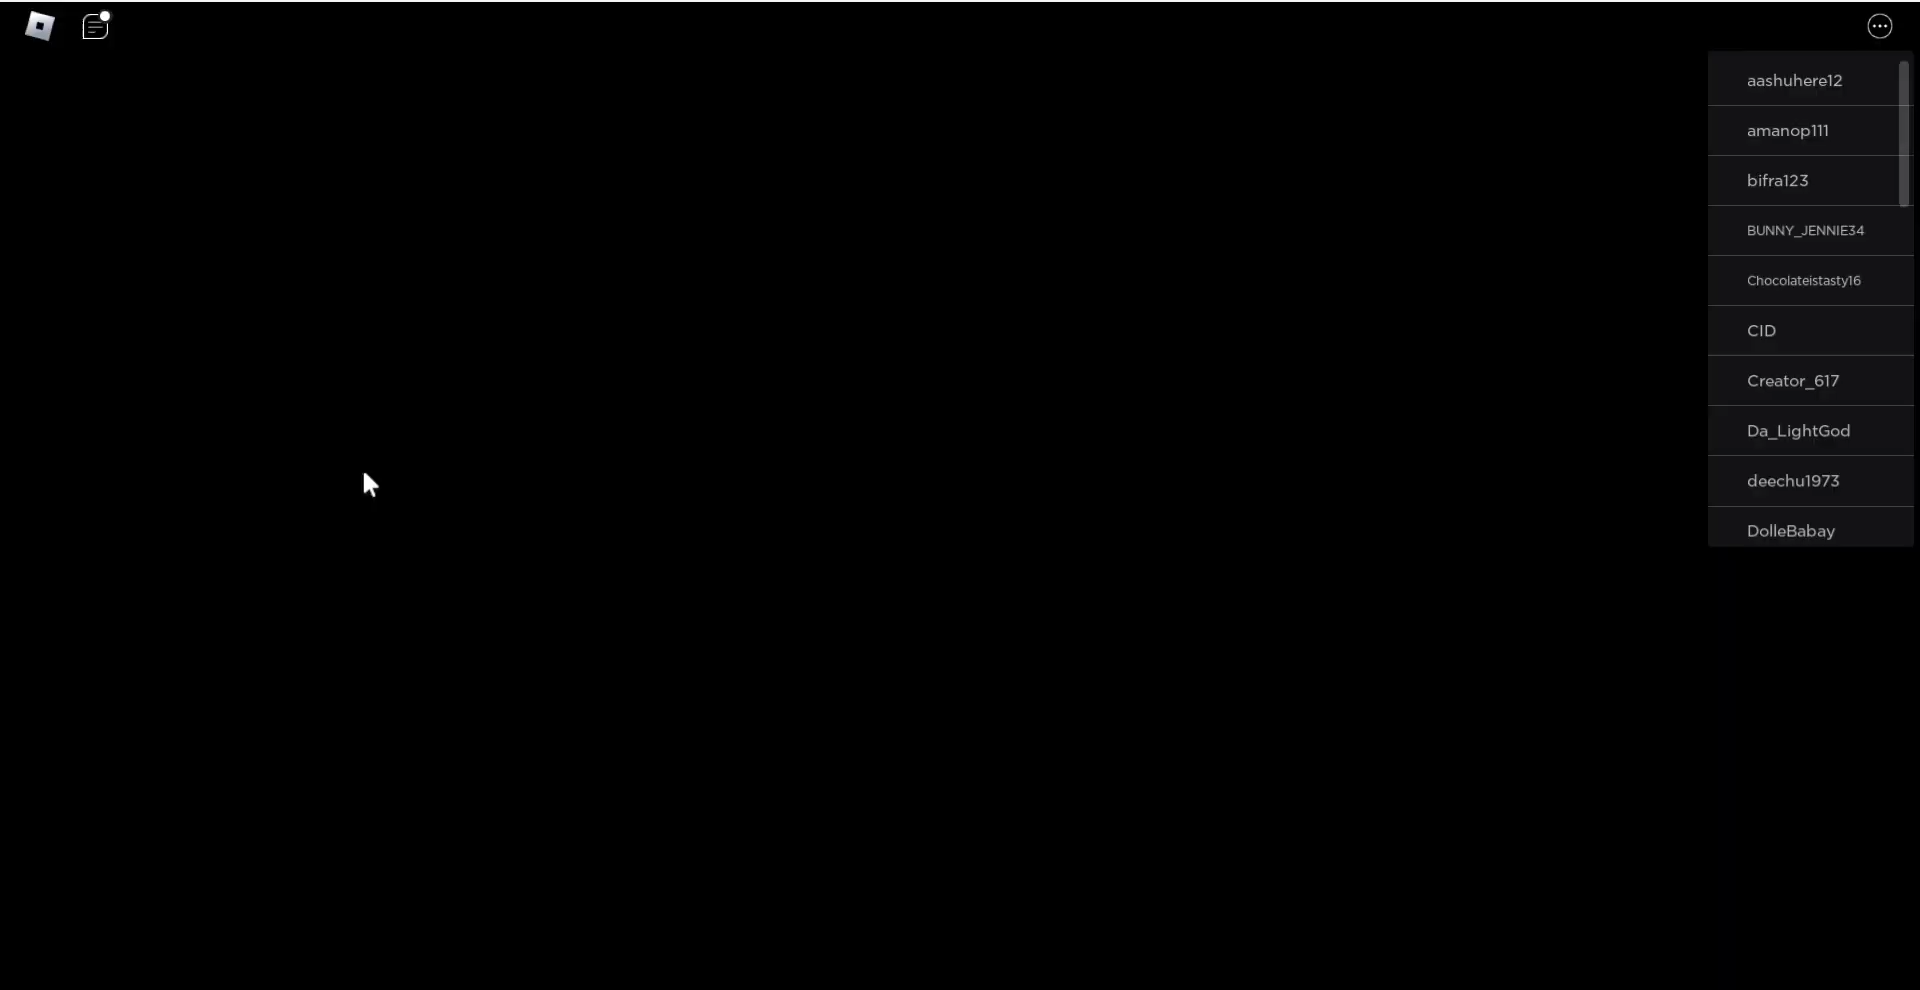 aashuhere12
amanop111
bifra123
BUNNY_JENNIE34
Chocolateistasty16
CID
Creator_617
Da_LightGod
deechu1973
DolleBabay